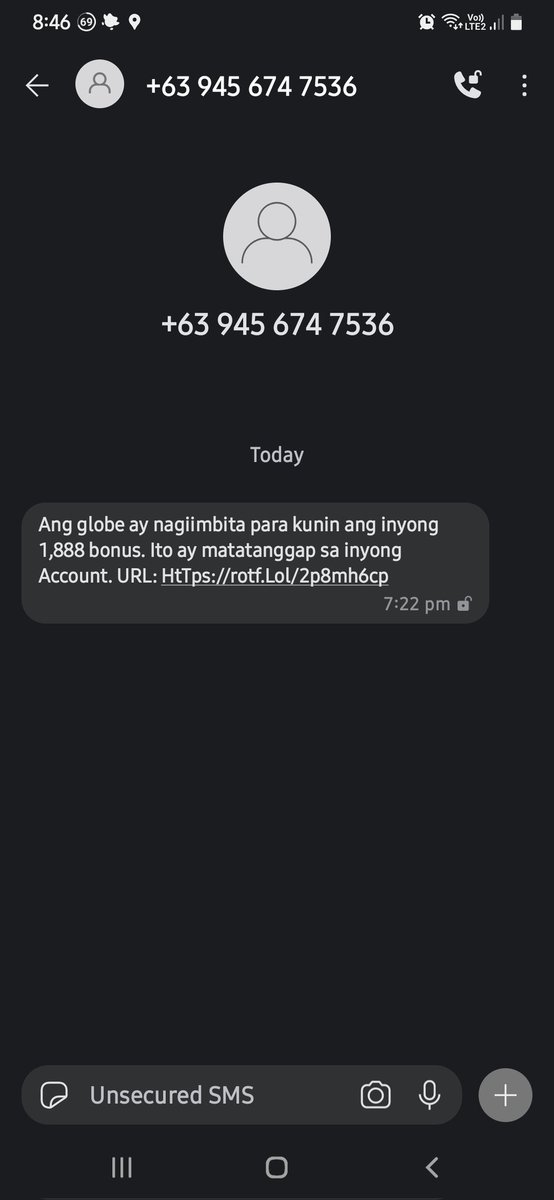 8:46 69 Vo)) LTE2
+63 945 674 7536
+63 945 674 7536
Today
Ang globe ay nagiimbita para kunin ang inyong
1,888 bonus. Ito ay matatanggap sa inyong
Account. URL: HtTps://rotf.Lol/2p8mh6cp
7:22 pm
Unsecured SMS